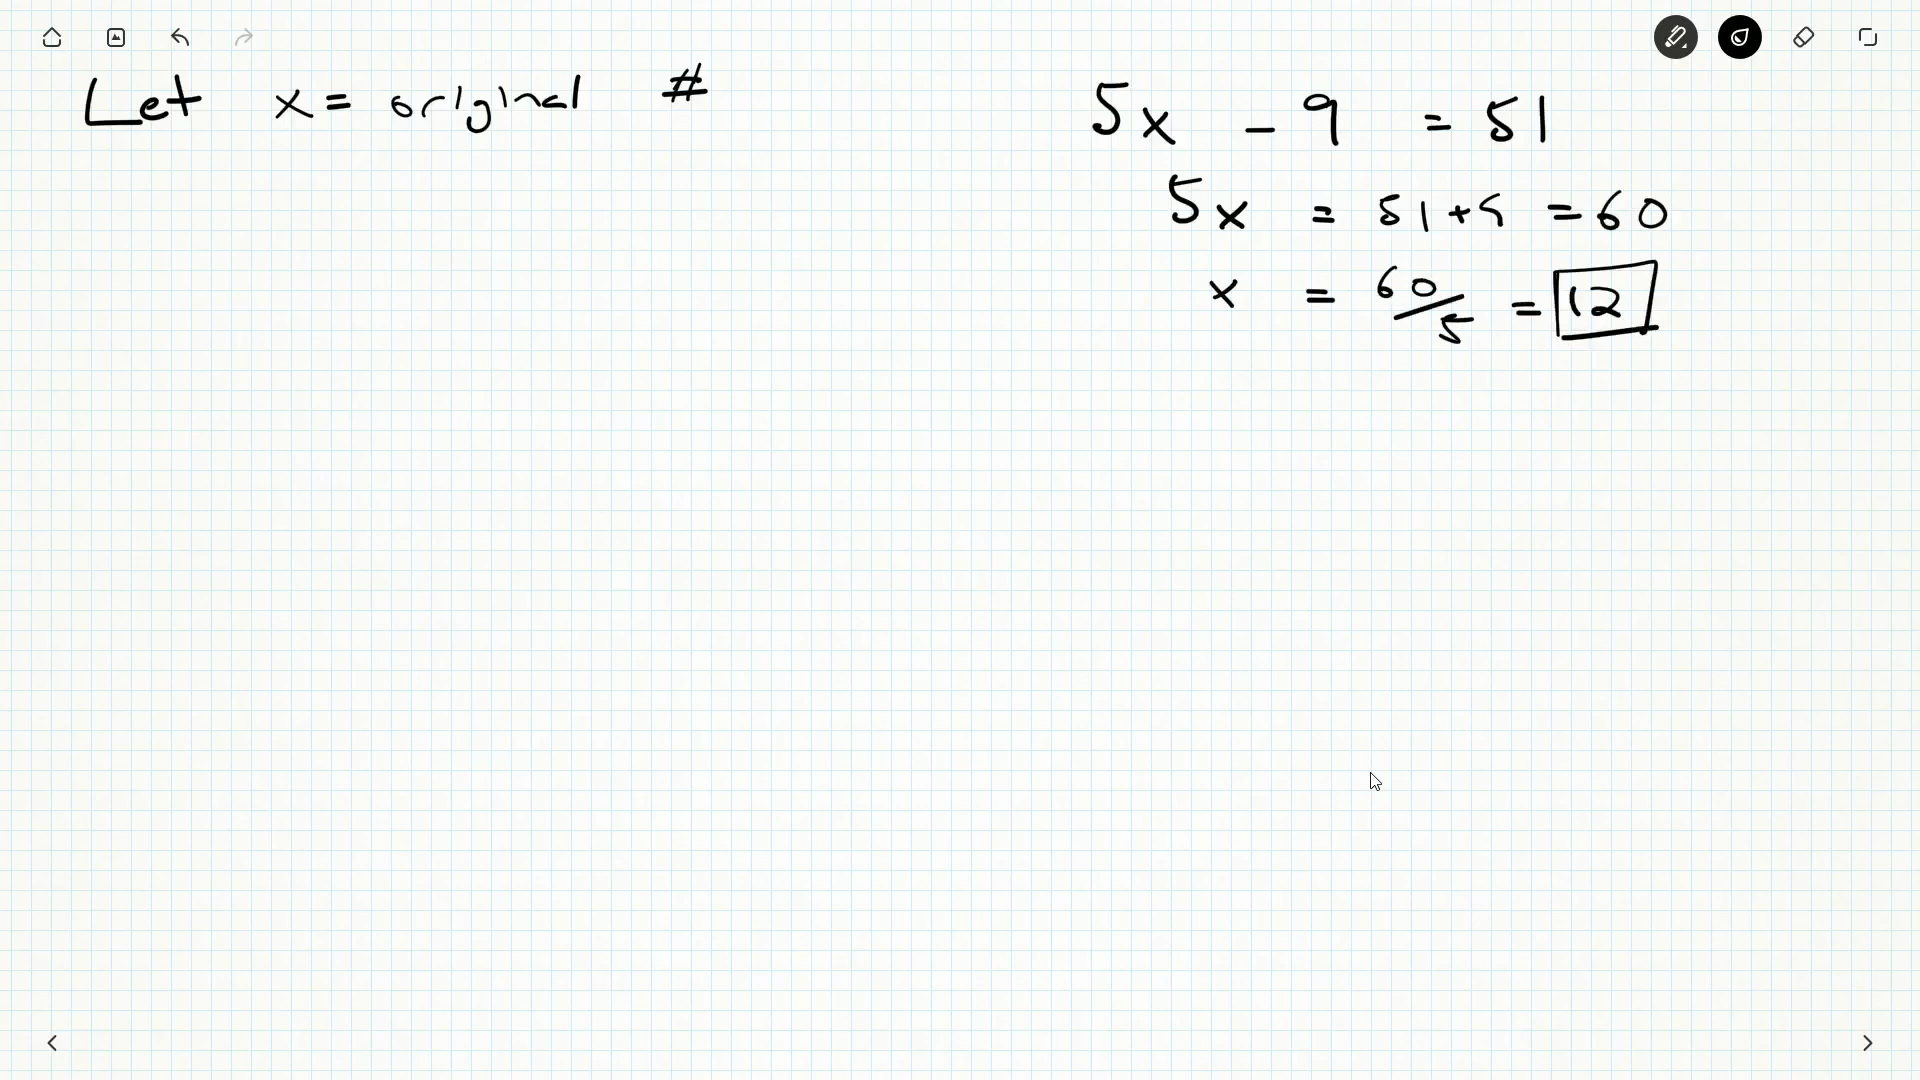 Let x = original #
5x - 9 = 51
5x = 51 + 9 = 60
x = 60/5 = 12